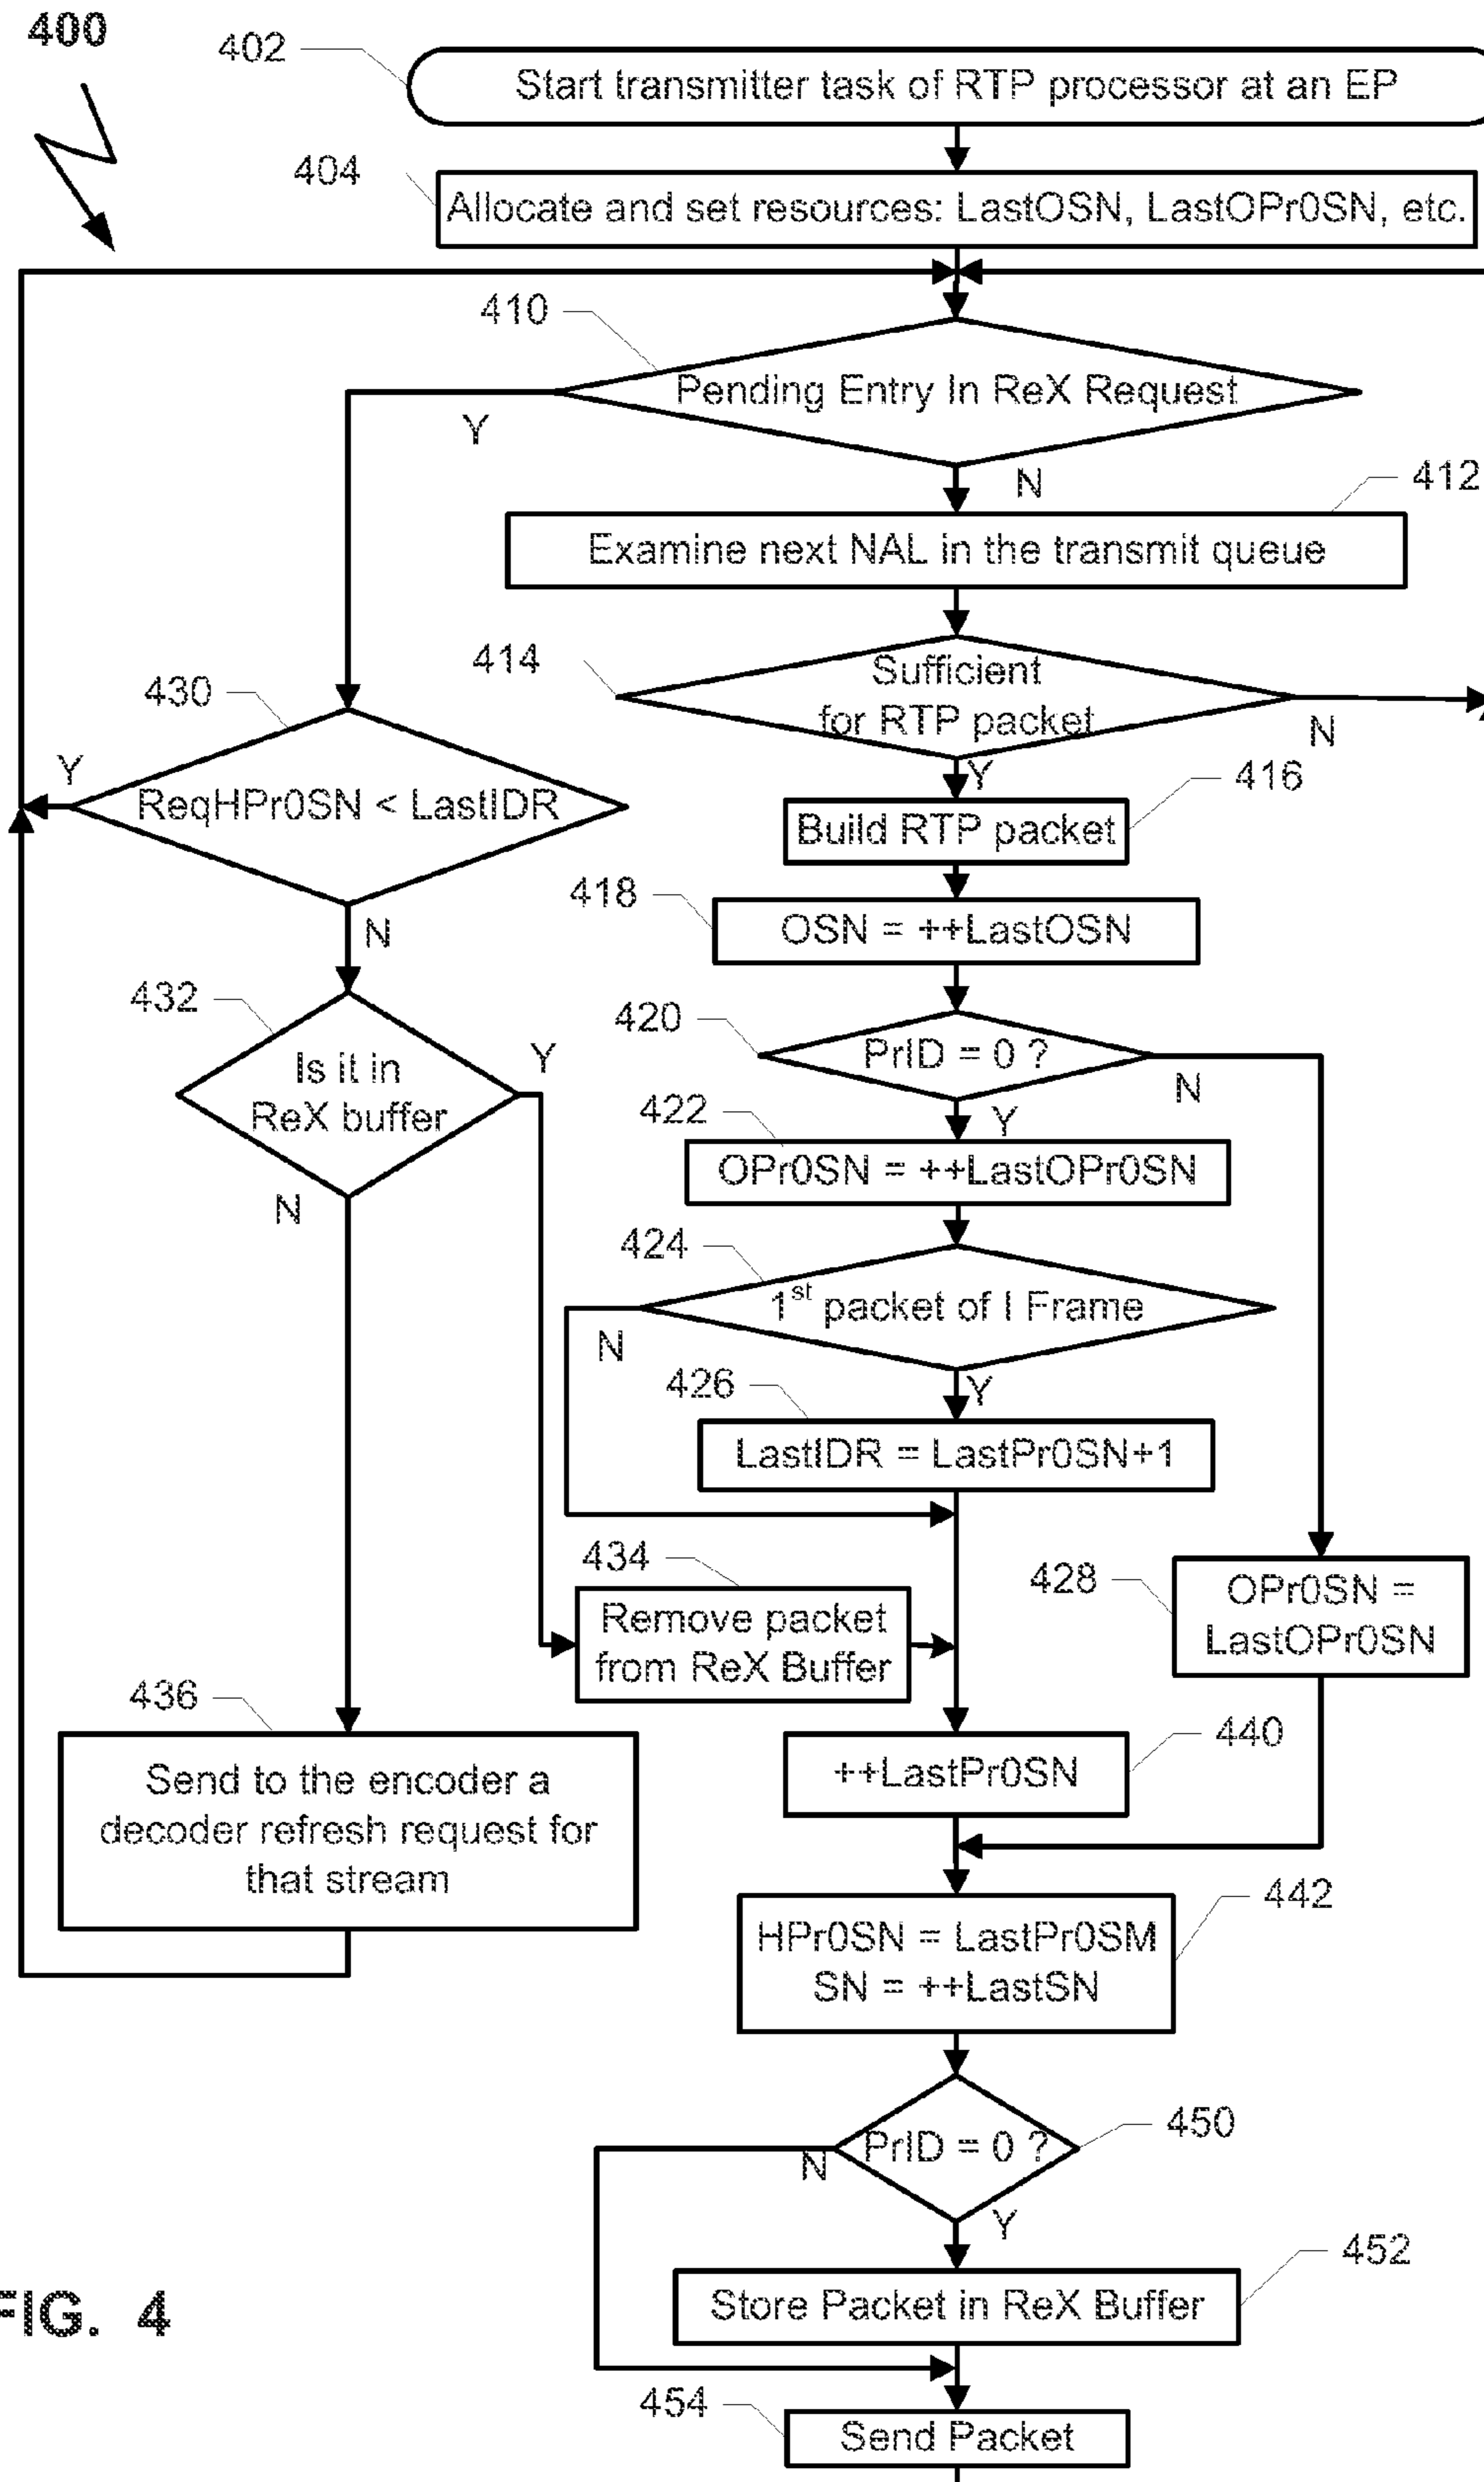 400
402
Start transmitter task of RTP processor at an EP
404
Allocate and set resources: LastOSN, LastOPr0SN, etc.
410
Pending Entry In ReX Request
Y
N
412
Examine next NAL in the transmit queue
414
Sufficient
for RTP packet
N
Y
430
Y
ReqHPr0SN < LastIDR
N
416
Build RTP packet
418
OSN = ++LastOSN
432
Is it in
ReX buffer
Y
N
420
PrID = 0 ?
N
Y
422
OPr0SN = ++LastOPr0SN
424
1st packet of I Frame
N
Y
426
LastIDR = LastPr0SN+1
434
Remove packet
from ReX Buffer
428
OPr0SN =
LastOPr0SN
436
Send to the encoder a
decoder refresh request for
that stream
440
++LastPr0SN
442
HPr0SN = LastPr0SM
SN = ++LastSN
450
PrID = 0 ?
N
Y
452
Store Packet in ReX Buffer
FIG. 4
454
Send Packet